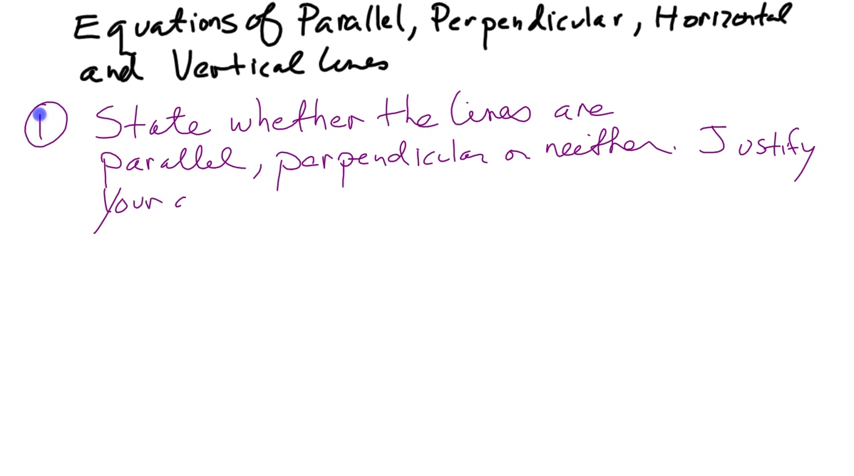 Equations of Parallel, Perpendicular, Horizontal
and Vertical Lines
① State whether the lines are
parallel, perpendicular or neither. Justify
your a